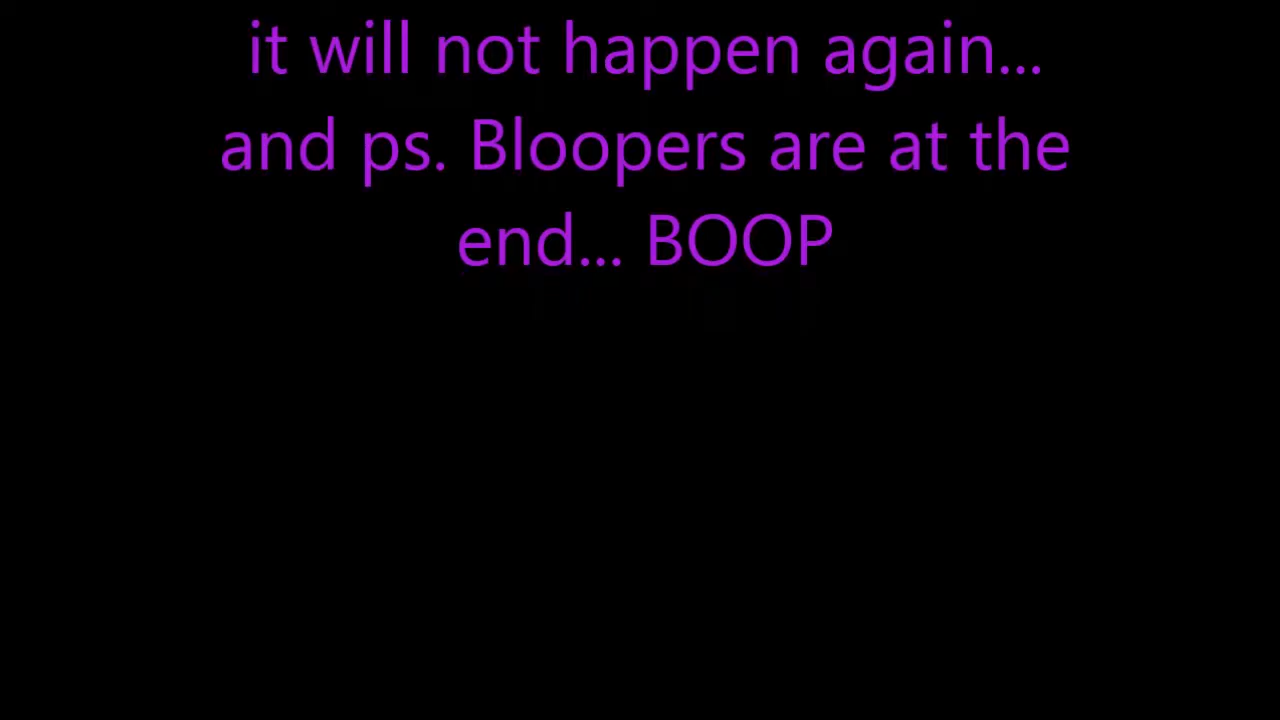 it will not happen again...
and ps. Bloopers are at the
end... BOOP